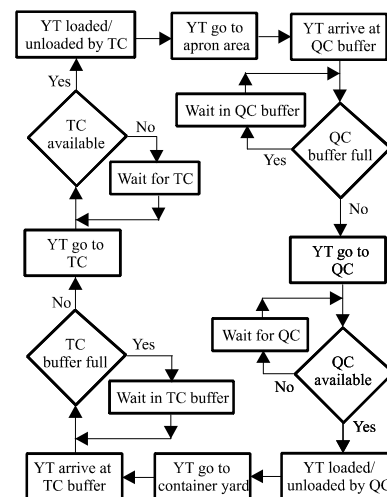 YT loaded/
unloaded by TC
YT go to
apron area
YT arrive at
QC buffer
Yes
Wait in QC buffer
TC
available
No
QC
buffer full
Yes
Wait for TC
No
YT go to
TC
YT go to
QC
No
TC
buffer full
Yes
Wait for QC
QC
available
No
Wait in TC buffer
Yes
YT arrive at
TC buffer
YT go to
container yard
YT loaded/
unloaded by QC